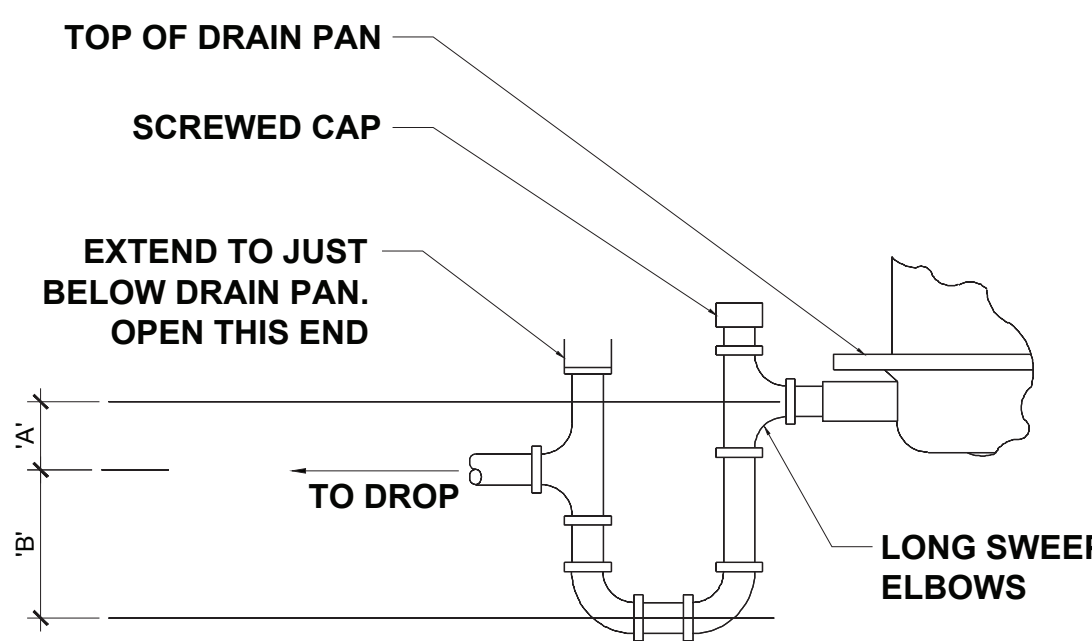 TOP OF DRAIN PAN
SCREWED CAP
EXTEND TO JUST
BELOW DRAIN PAN.
OPEN THIS END
'A'
TO DROP
'B'
LONG SWEEP
ELBOWS